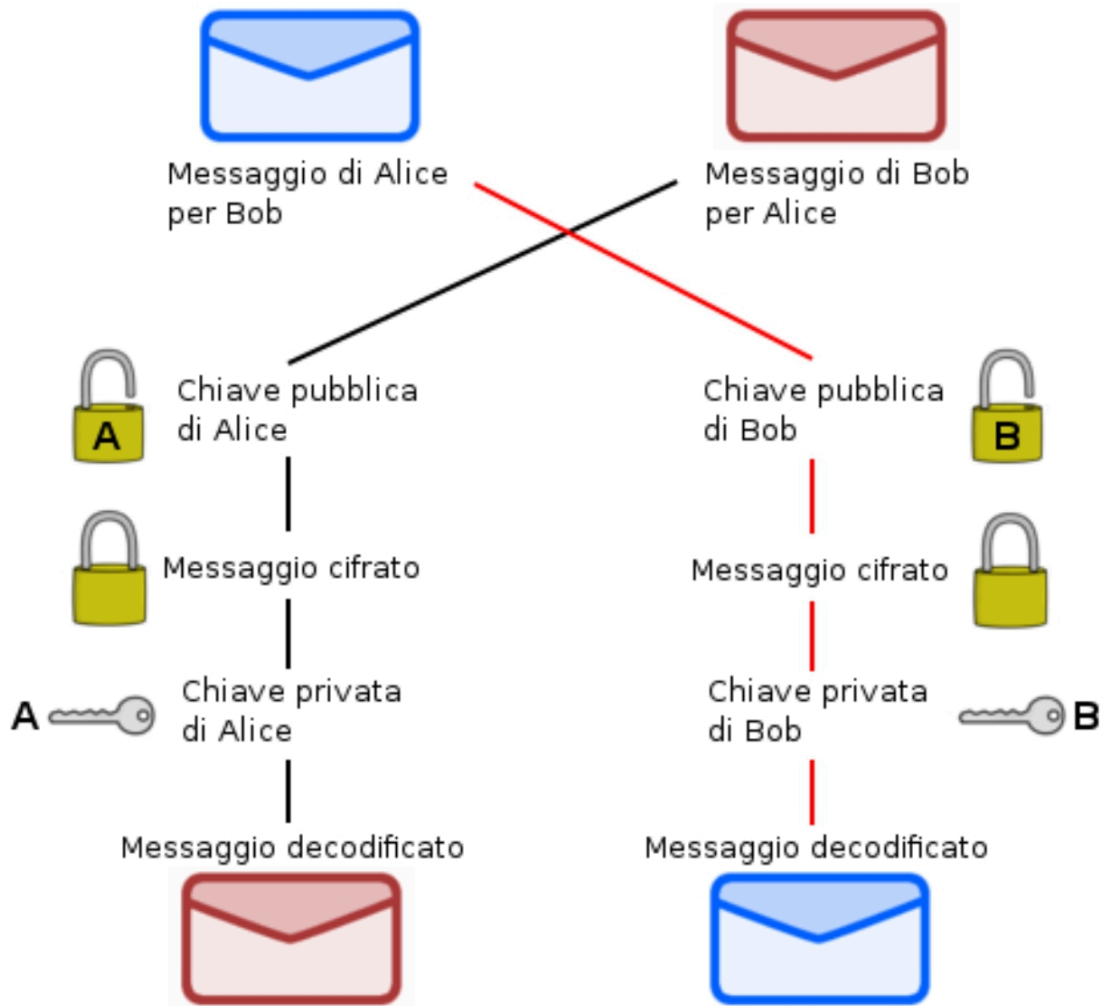 Messaggio di Alice
per Bob
Messaggio di Bob
per Alice
A
Chiave pubblica
di Alice
Chiave pubblica
di Bob
B
Messaggio cifrato
Messaggio cifrato
A
Chiave privata
di Alice
Chiave privata
di Bob
B
Messaggio decodificato
Messaggio decodificato